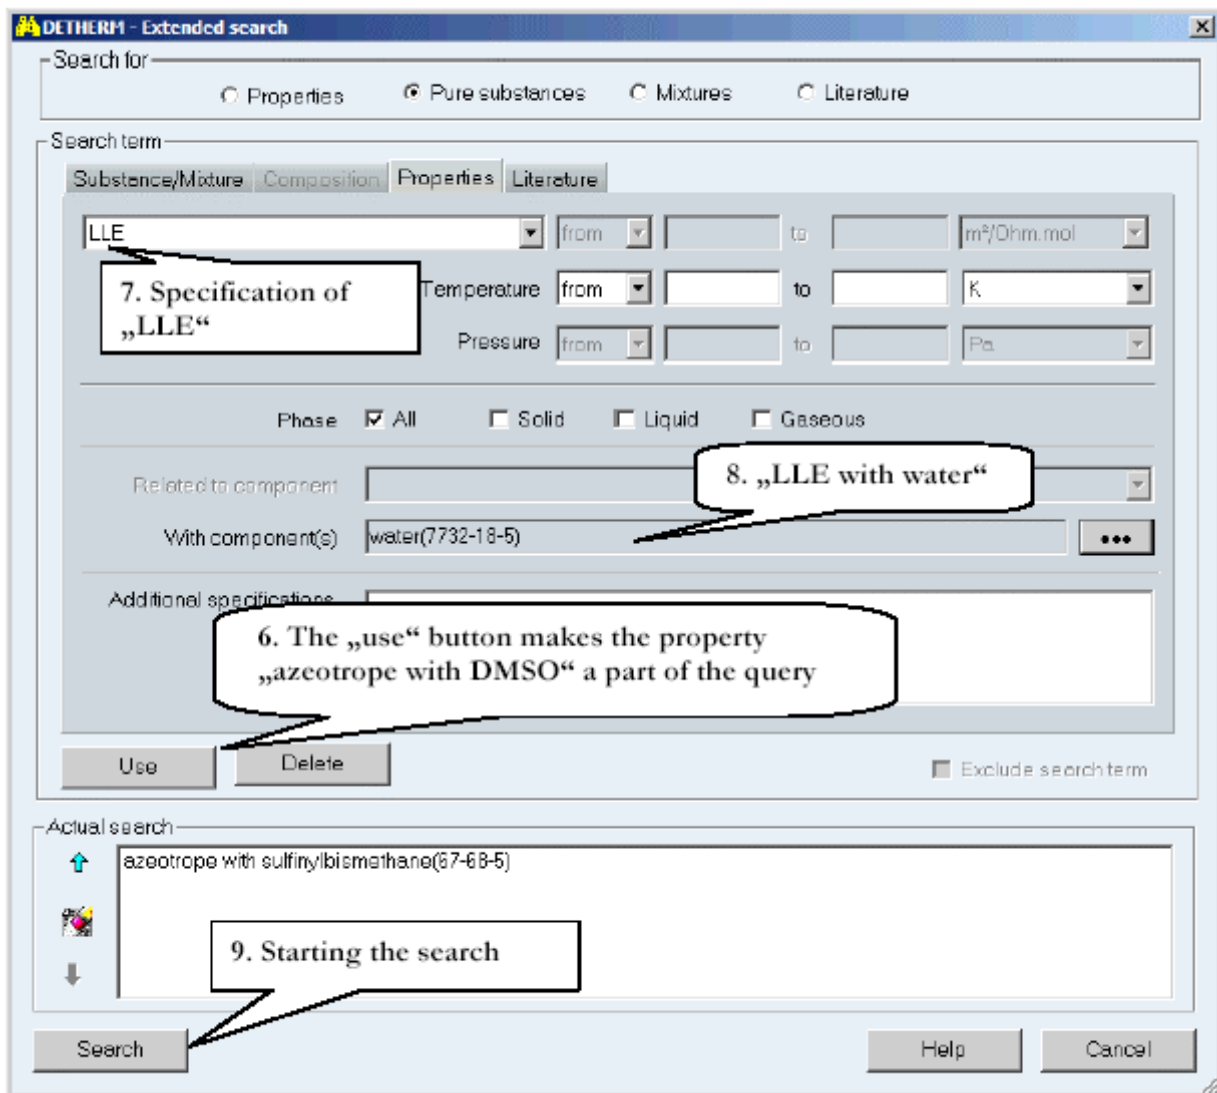 DETHERM - Extended search
Search for
Properties Pure substances Mixtures Literature
Search term
Substance/Mixture Composition Properties Literature
LLE from to m²/Ohm.mol
7. Specification of
„LLE“
Temperature from to K
Pressure from to Pa
Phase All Solid Liquid Gaseous
8. „LLE with water“
Related to component
With component(s) water(7732-18-5) •••
Additional specifications
6. The „use“ button makes the property
„azeotrope with DMSO“ a part of the query
Use Delete Exclude search term
Actual search
azeotrope with sulfinylbismethane(67-68-5)
9. Starting the search
Search Help Cancel